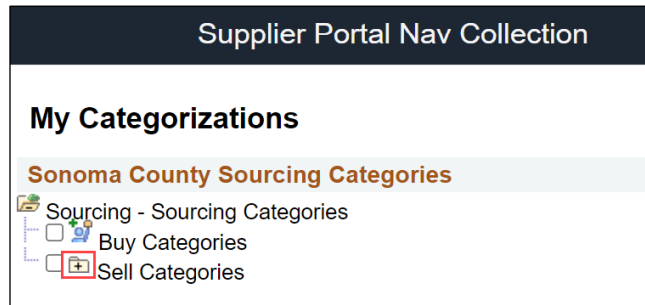 Supplier Portal Nav Collection
My Categorizations
Sonoma County Sourcing Categories
Sourcing - Sourcing Categories
Buy Categories
Sell Categories